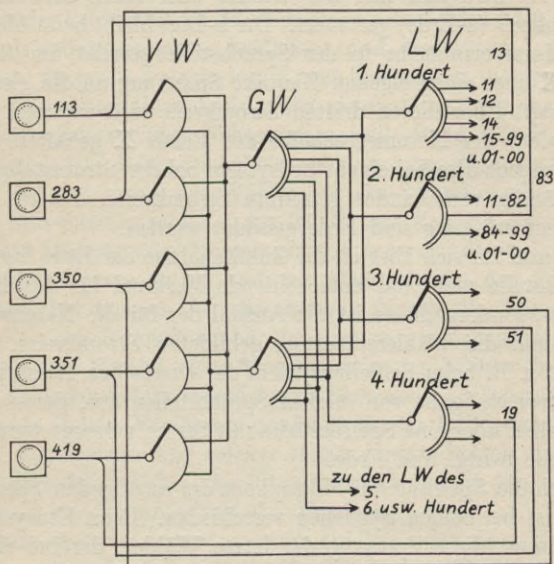 VW
GW
LW
113
283
350
351
419
1. Hundert
11
12
13
14
15-99
u. 01-00
2. Hundert
11-82
83
84-99
u. 01-00
3. Hundert
50
51
4. Hundert
19
zu den LW des
5.
6. usw. Hundert